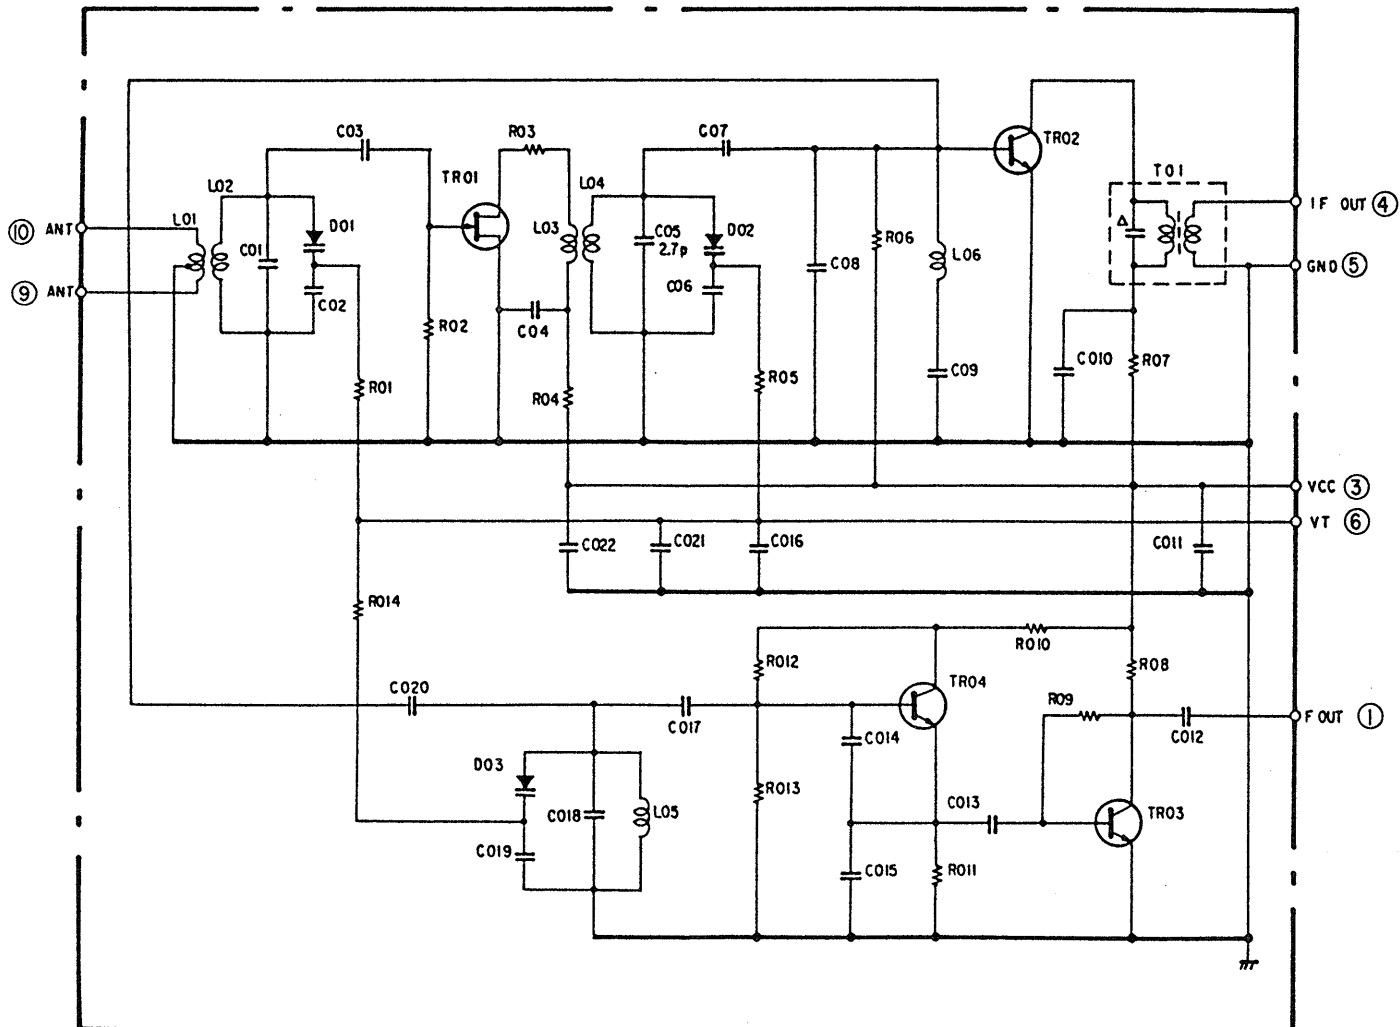 C03
R03
C07
TR02
TR01
T01
L02
L04
L01
D01
L03
C05
2.7p
D02
R06
L06
Δ
IF OUT ④
⑩ ANT
C01
C08
C06
GND ⑤
⑨ ANT
C02
R02
C04
C010
R07
R01
R04
R05
C09
VCC ③
VT ⑥
C022
C021
C016
C011
R014
R010
R012
R08
TR04
C020
R09
F OUT ①
C017
C014
C012
D03
R013
C013
C018
L05
TR03
C019
C015
R011